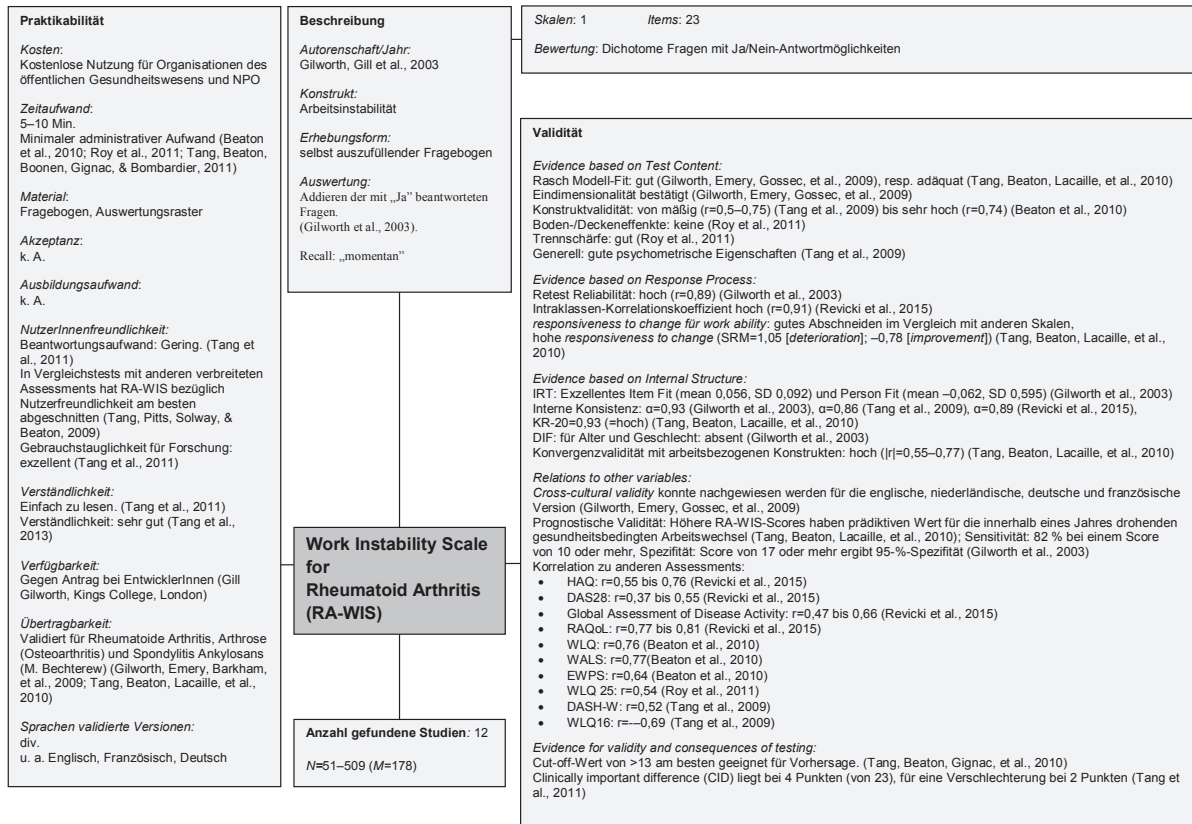 Praktikabilität
Kosten:
Kostenlose Nutzung für Organisationen des
öffentlichen Gesundheitswesens und NPO
Zeitaufwand:
5–10 Min.
Minimaler administrativer Aufwand (Beaton
et al., 2010; Roy et al., 2011; Tang, Beaton,
Boonen, Gignac, & Bombardier, 2011)
Material:
Fragebogen, Auswertungsraster
Akzeptanz:
k. A.
Ausbildungsaufwand:
k. A.
NutzerInnenfreundlichkeit:
Beantwortungsaufwand: Gering. (Tang et
al., 2011)
In Vergleichstests mit anderen verbreiteten
Assessments hat RA-WIS bezüglich
Nutzerfreundlichkeit am besten
abgeschnitten (Tang, Pitts, Solway, &
Beaton, 2009)
Gebrauchstauglichkeit für Forschung:
exzellent (Tang et al., 2011)
Verständlichkeit:
Einfach zu lesen. (Tang et al., 2011)
Verständlichkeit: sehr gut (Tang et al.,
2013)
Verfügbarkeit:
Gegen Antrag bei EntwicklerInnen (Gill
Gilworth, Kings College, London)
Übertragbarkeit:
Validiert für Rheumatoide Arthritis, Arthrose
(Osteoarthritis) und Spondylitis Ankylosans
(M. Bechterew) (Gilworth, Emery, Barkham,
et al., 2009; Tang, Beaton, Lacaille, et al.,
2010)
Sprachen validierte Versionen:
div.
u. a. Englisch, Französisch, Deutsch
Beschreibung
Autorenschaft/Jahr:
Gilworth, Gill et al., 2003
Konstrukt:
Arbeitsinstabilität
Erhebungsform:
selbst auszufüllender Fragebogen
Auswertung:
Addieren der mit „Ja” beantworteten
Fragen.
(Gilworth et al., 2003).
Recall: „momentan”
Work Instability Scale
for
Rheumatoid Arthritis
(RA-WIS)
Anzahl gefundene Studien: 12
N=51–509 (M=178)
Skalen: 1 Items: 23
Bewertung: Dichotome Fragen mit Ja/Nein-Antwortmöglichkeiten
Validität
Evidence based on Test Content:
Rasch Modell-Fit: gut (Gilworth, Emery, Gossec, et al., 2009), resp. adäquat (Tang, Beaton, Lacaille, et al., 2010)
Eindimensionalität bestätigt (Gilworth, Emery, Gossec, et al., 2009)
Konstruktvalidität: von mäßig (r=0,5–0,75) (Tang et al., 2009) bis sehr hoch (r=0,74) (Beaton et al., 2010)
Boden-/Deckeneffenkte: keine (Roy et al., 2011)
Trennschärfe: gut (Roy et al., 2011)
Generell: gute psychometrische Eigenschaften (Tang et al., 2009)
Evidence based on Response Process:
Retest Reliabilität: hoch (r=0,89) (Gilworth et al., 2003)
Intraklassen-Korrelationskoeffizient hoch (r=0,91) (Revicki et al., 2015)
responsiveness to change für work ability: gutes Abschneiden im Vergleich mit anderen Skalen,
hohe responsiveness to change (SRM=1,05 [deterioration]; –0,78 [improvement]) (Tang, Beaton, Lacaille, et al.,
2010)
Evidence based on Internal Structure:
IRT: Exzellentes Item Fit (mean 0,056, SD 0,092) und Person Fit (mean –0,062, SD 0,595) (Gilworth et al., 2003)
Interne Konsistenz: α=0,93 (Gilworth et al., 2003), α=0,86 (Tang et al., 2009), α=0,89 (Revicki et al., 2015),
KR-20=0,93 (=hoch) (Tang, Beaton, Lacaille, et al., 2010)
DIF: für Alter und Geschlecht: absent (Gilworth et al., 2003)
Konvergenzvalidität mit arbeitsbezogenen Konstrukten: hoch (|r|=0,55–0,77) (Tang, Beaton, Lacaille, et al., 2010)
Relations to other variables:
Cross-cultural validity konnte nachgewiesen werden für die englische, niederländische, deutsche und französische
Version (Gilworth, Emery, Gossec, et al., 2009)
Prognostische Validität: Höhere RA-WIS-Scores haben prädiktiven Wert für die innerhalb eines Jahres drohenden
gesundheitsbedingten Arbeitswechsel (Tang, Beaton, Lacaille, et al., 2010); Sensitivität: 82 % bei einem Score
von 10 oder mehr, Spezifität: Score von 17 oder mehr ergibt 95-%-Spezifität (Gilworth et al., 2003)
Korrelation zu anderen Assessments:
• HAQ: r=0,55 bis 0,76 (Revicki et al., 2015)
• DAS28: r=0,37 bis 0,55 (Revicki et al., 2015)
• Global Assessment of Disease Activity: r=0,47 bis 0,66 (Revicki et al., 2015)
• RAQoL: r=0,77 bis 0,81 (Revicki et al., 2015)
• WLQ: r=0,76 (Beaton et al., 2010)
• WALS: r=0,77(Beaton et al., 2010)
• EWPS: r=0,64 (Beaton et al., 2010)
• WLQ 25: r=0,54 (Roy et al., 2011)
• DASH-W: r=0,52 (Tang et al., 2009)
• WLQ16: r=-–0,69 (Tang et al., 2009)
Evidence for validity and consequences of testing:
Cut-off-Wert von >13 am besten geeignet für Vorhersage. (Tang, Beaton, Gignac, et al., 2010)
Clinically important difference (CID) liegt bei 4 Punkten (von 23), für eine Verschlechterung bei 2 Punkten (Tang et
al., 2011)